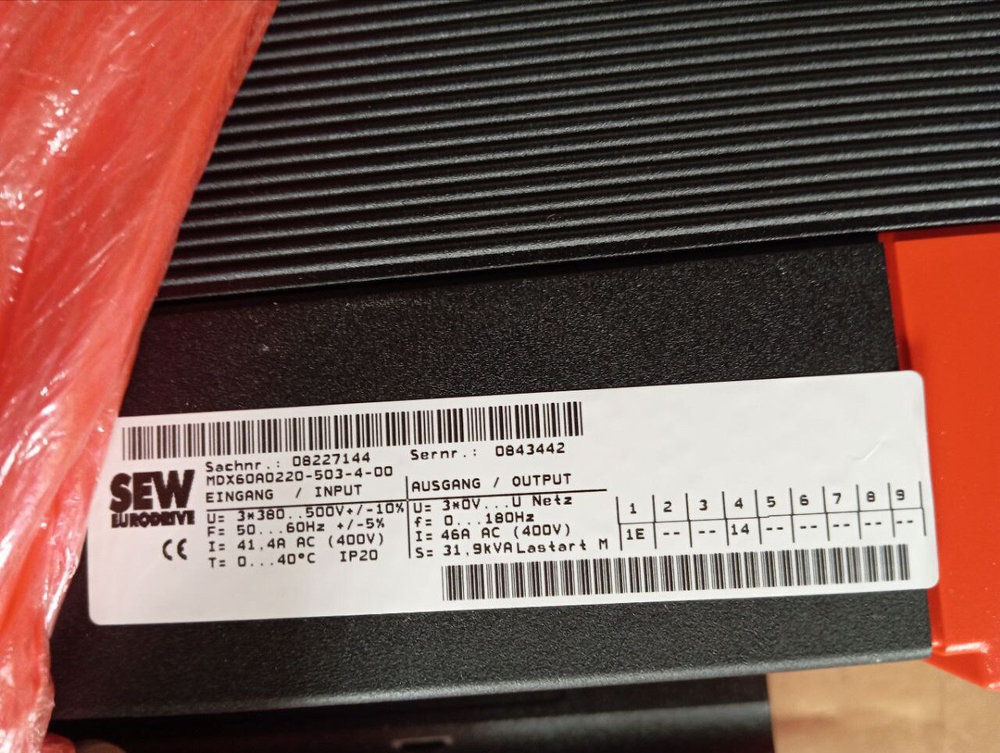 Sachnr.: 08227144 Sernr.: 0843442
MDX60A0220-503-4-00
SEW
EURODRIVE
CE
EINGANG / INPUT
U= 3*380..500V+/-10%
F= 50...60Hz +/-5%
I= 41.4A AC (400V)
T= 0...40°C IP20
AUSGANG / OUTPUT
U= 3*0V...U Netz
f= 0...180Hz
I= 46A AC (400V)
S= 31,9kVA Lastart M
1 2 3 4 5 6 7 8 9
1E -- -- 14 -- -- -- -- --